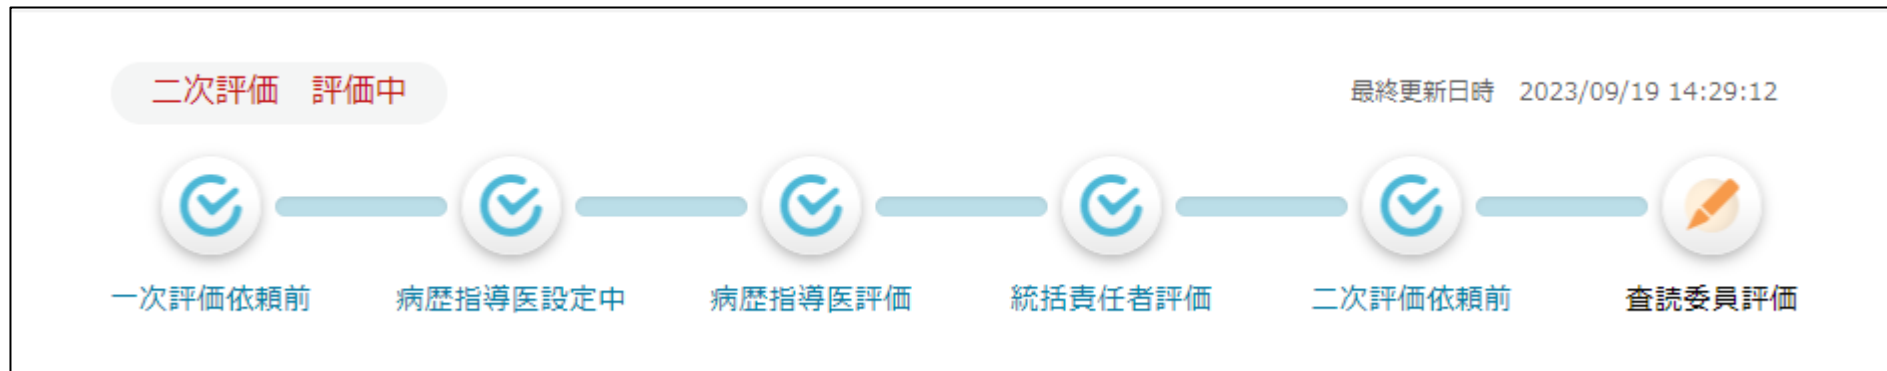 二次評価　評価中
最終更新日時　2023/09/19 14:29:12
一次評価依頼前　病歴指導医設定中　病歴指導医評価　統括責任者評価　二次評価依頼前　査読委員評価